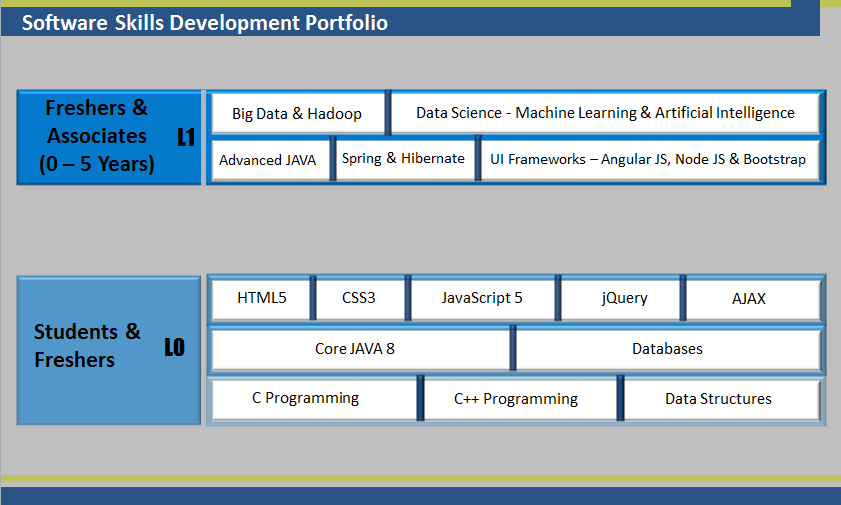 Software Skills Development Portfolio
Freshers &
Associates
(0 – 5 Years)
L1
Big Data & Hadoop
Data Science - Machine Learning & Artificial Intelligence
Advanced JAVA
Spring & Hibernate
UI Frameworks – Angular JS, Node JS & Bootstrap
Students &
Freshers
L0
HTML5
CSS3
JavaScript 5
jQuery
AJAX
Core JAVA 8
Databases
C Programming
C++ Programming
Data Structures